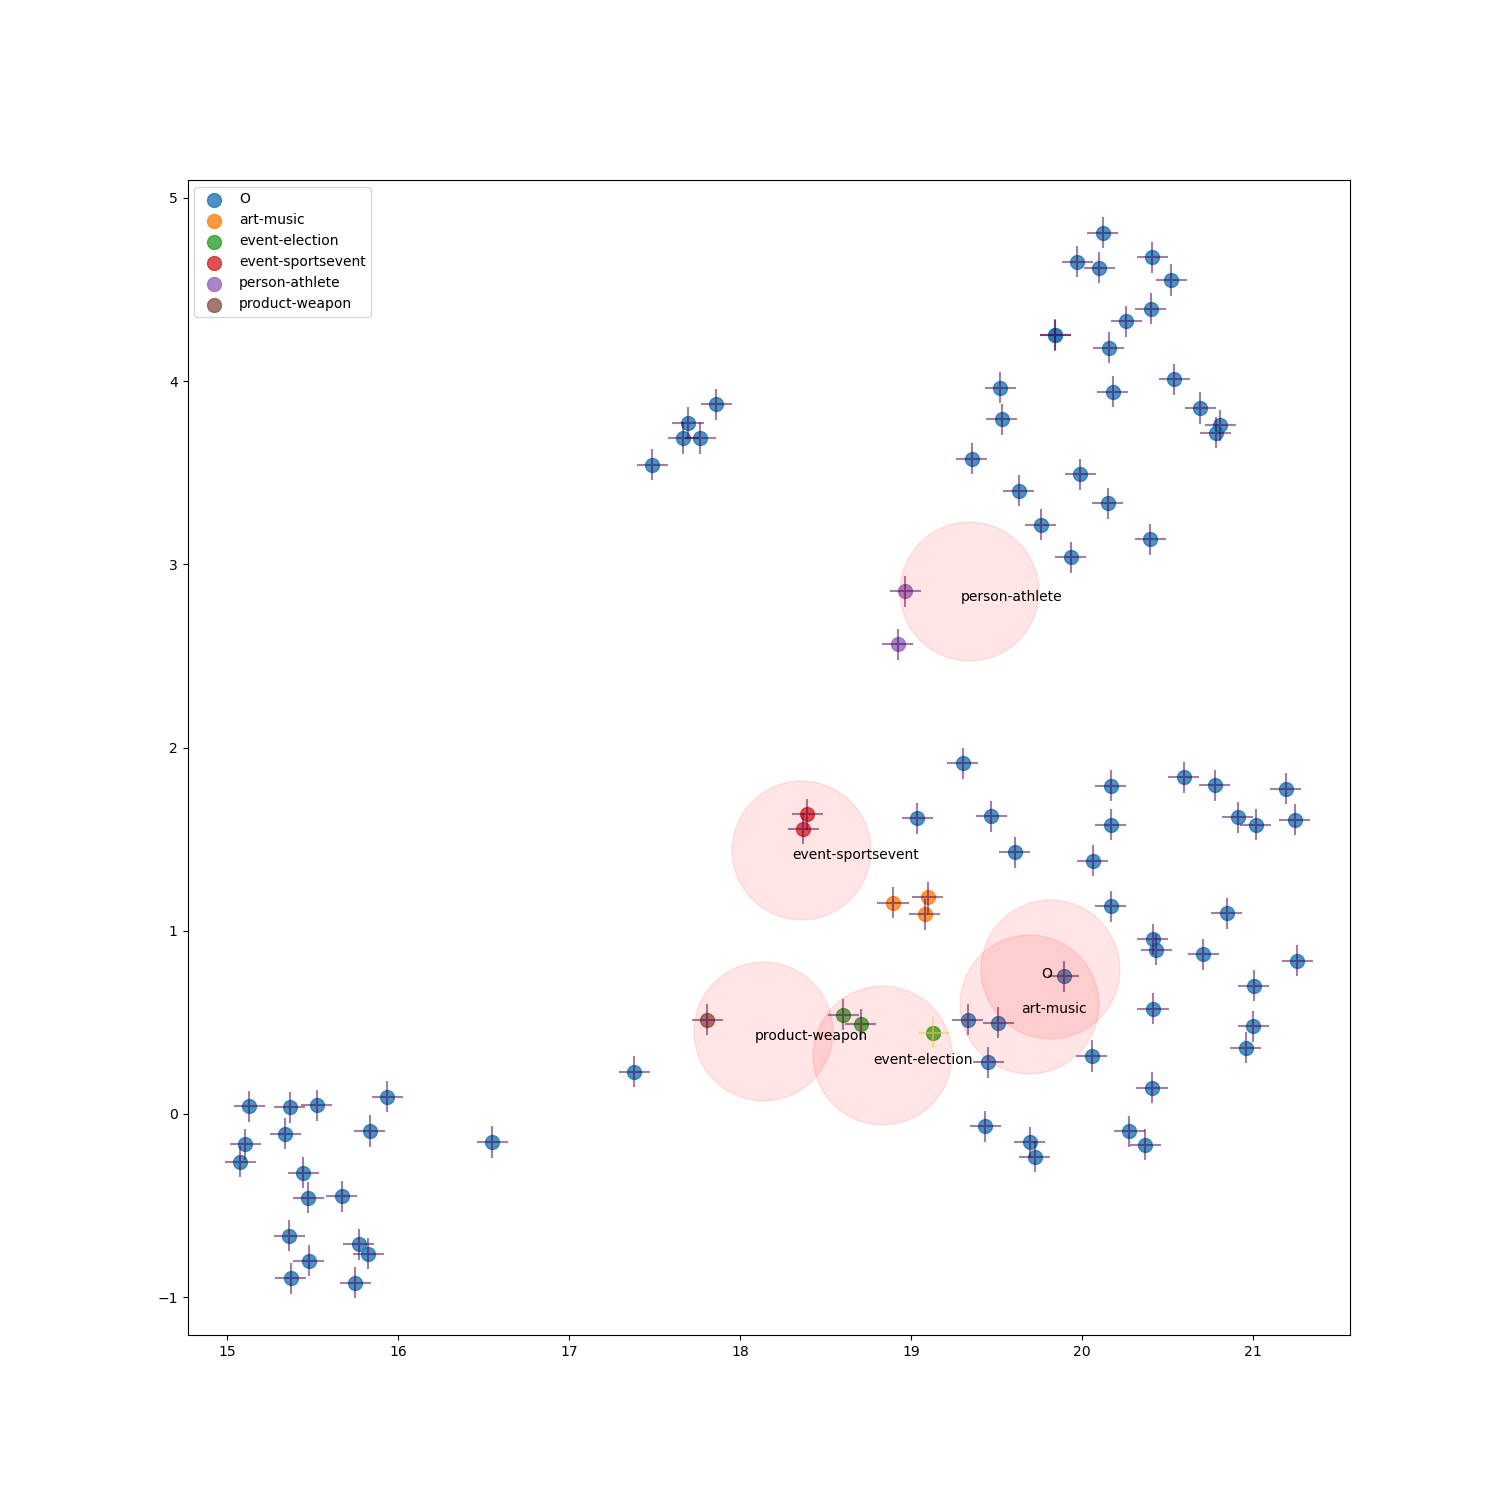 5
4
3
2
1
0
−1
O
art-music
event-election
event-sportsevent
person-athlete
product-weapon
person-athlete
event-sportsevent
O
art-music
product-weapon
event-election
15 16 17 18 19 20 21